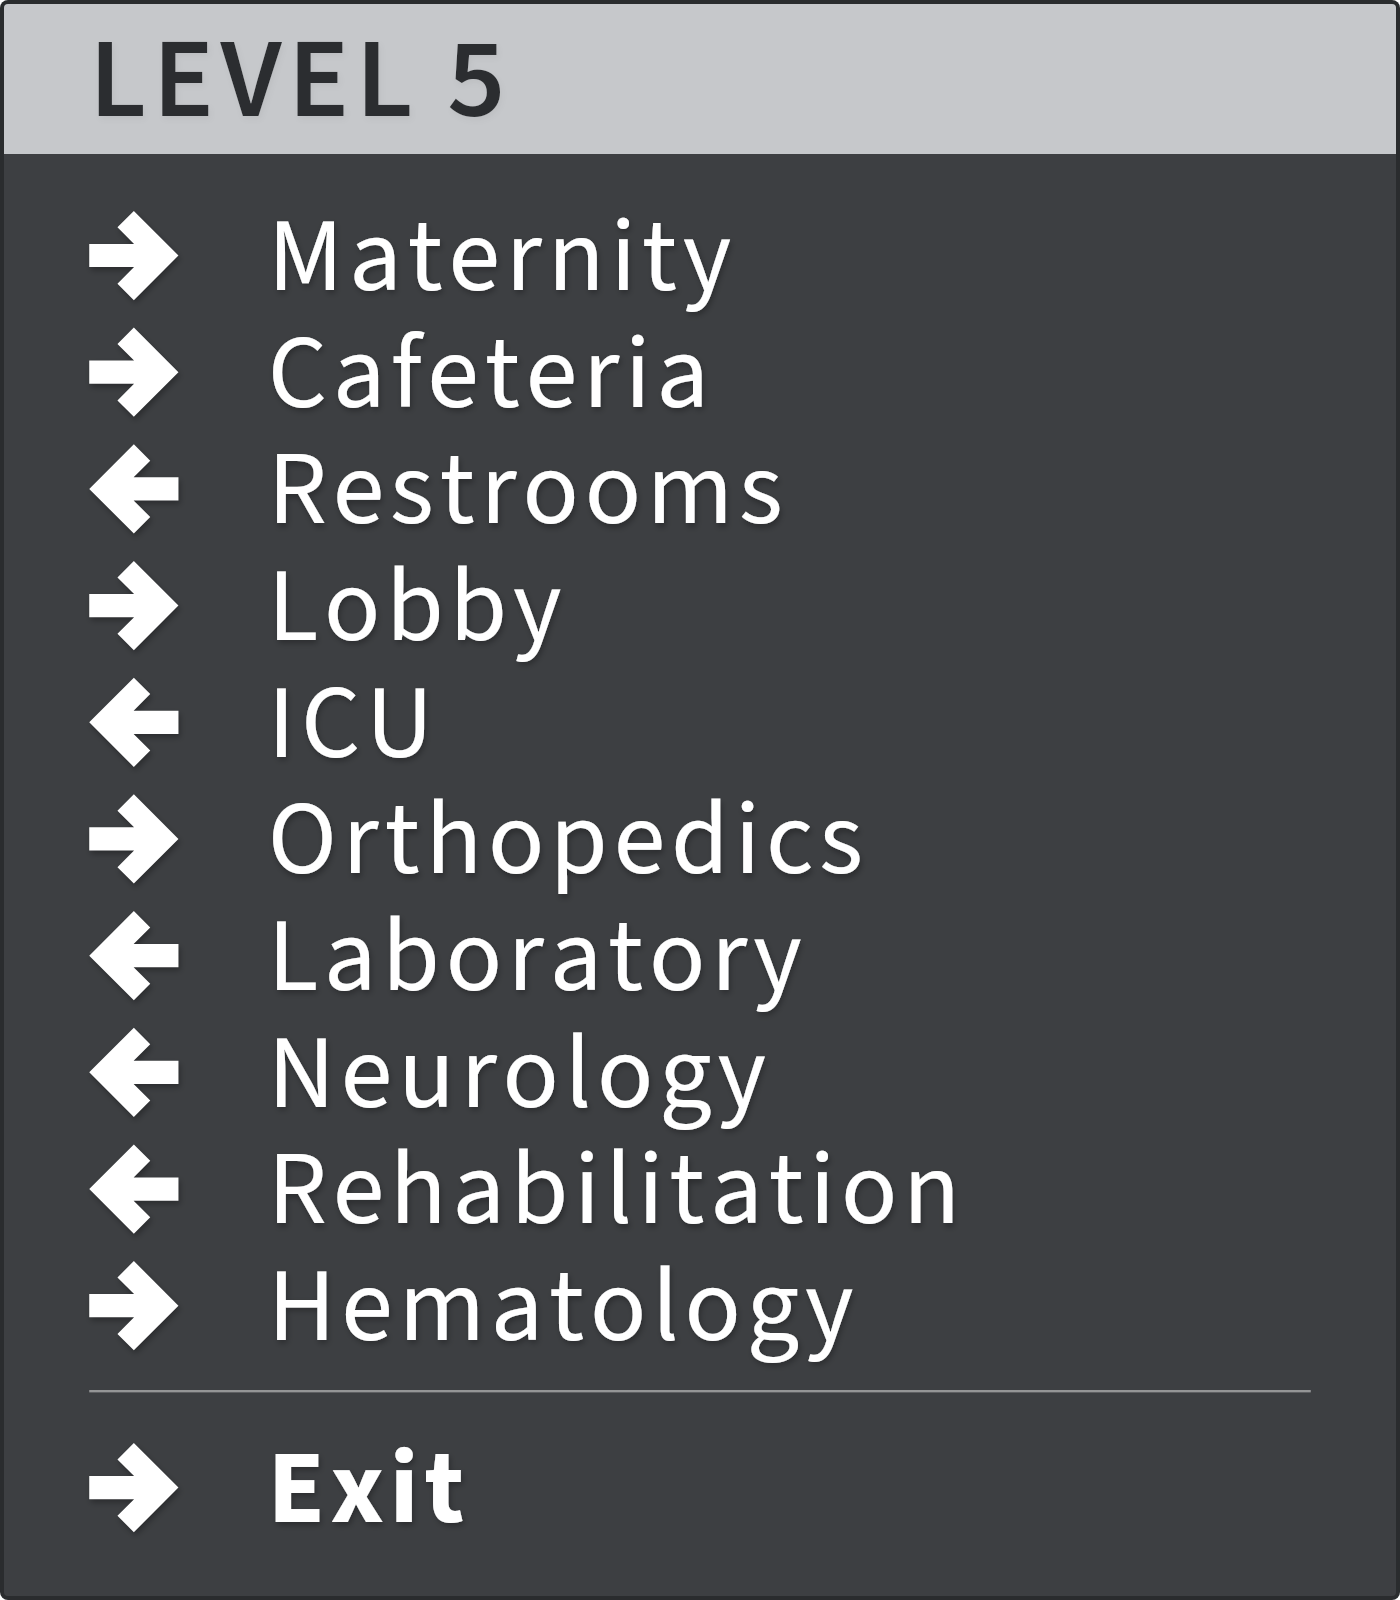 LEVEL 5
Maternity
Cafeteria
Restrooms
Lobby
ICU
Orthopedics
Laboratory
Neurology
Rehabilitation
Hematology
Exit